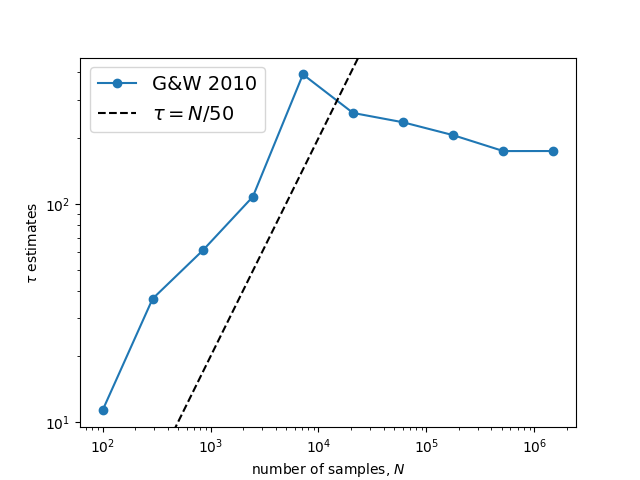 G&W 2010
τ = N/50
τ estimates
10²
10¹
10²
10³
10⁴
10⁵
10⁶
number of samples, N